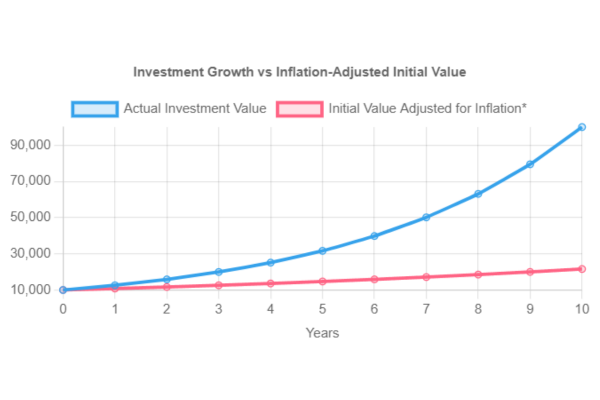 Investment Growth vs Inflation-Adjusted Initial Value
Actual Investment Value Initial Value Adjusted for Inflation*
90,000
70,000
50,000
30,000
10,000
0 1 2 3 4 5 6 7 8 9 10
Years